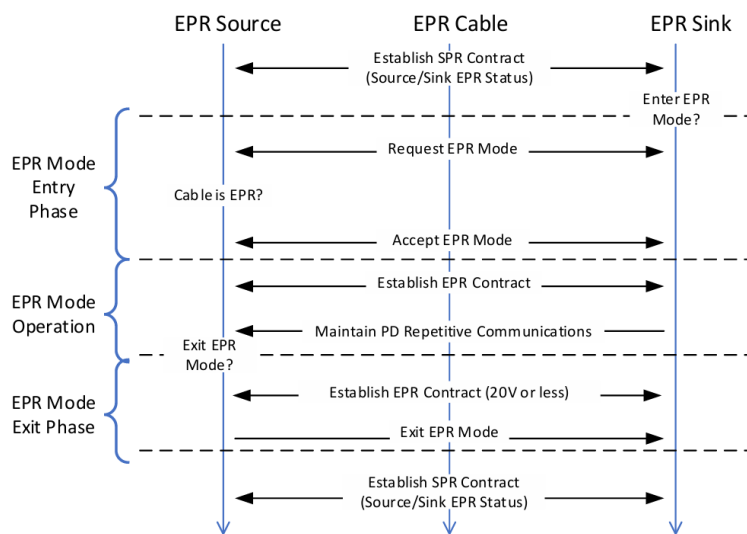 EPR Source
EPR Cable
EPR Sink
Establish SPR Contract
(Source/Sink EPR Status)
Enter EPR
Mode?
EPR Mode
Entry
Phase
Request EPR Mode
Cable is EPR?
Accept EPR Mode
EPR Mode
Operation
Establish EPR Contract
Maintain PD Repetitive Communications
Exit EPR
Mode?
EPR Mode
Exit Phase
Establish EPR Contract (20V or less)
Exit EPR Mode
Establish SPR Contract
(Source/Sink EPR Status)